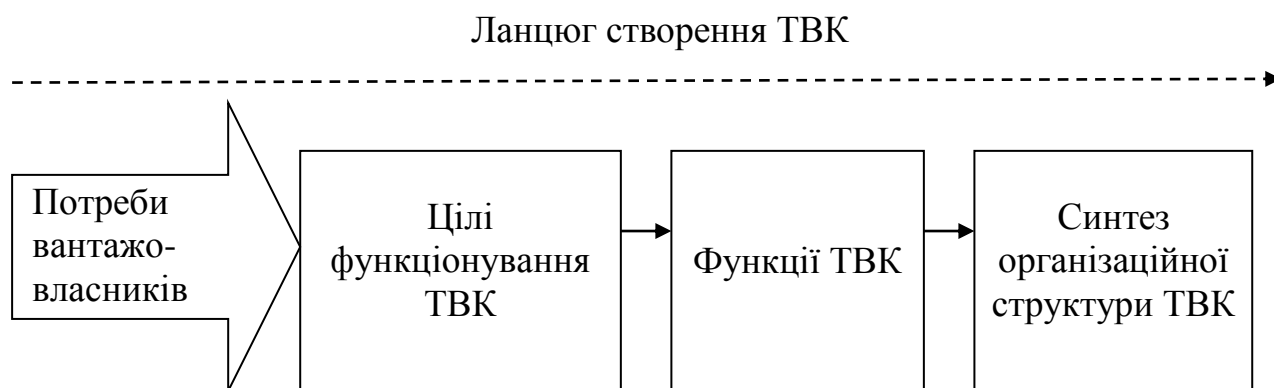 Ланцюг створення ТВК
Потреби
вантажо-
власників
Цілі
функціонування
ТВК
Функції ТВК
Синтез
організаційної
структури ТВК